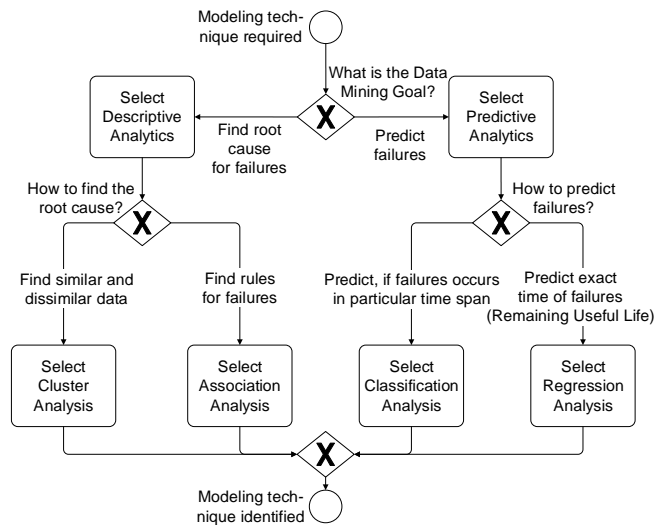 Modeling tech-
nique required
What is the Data
Mining Goal?
Select
Descriptive
Analytics
X
Select
Predictive
Analytics
Find root
cause
for failures
Predict
failures
How to find the
root cause?
X
How to predict
failures?
X
Find similar and
dissimilar data
Find rules
for failures
Predict, if failures occurs
in particular time span
Predict exact
time of failures
(Remaining Useful Life)
Select
Cluster
Analysis
Select
Association
Analysis
Select
Classification
Analysis
Select
Regression
Analysis
X
Modeling tech-
nique identified